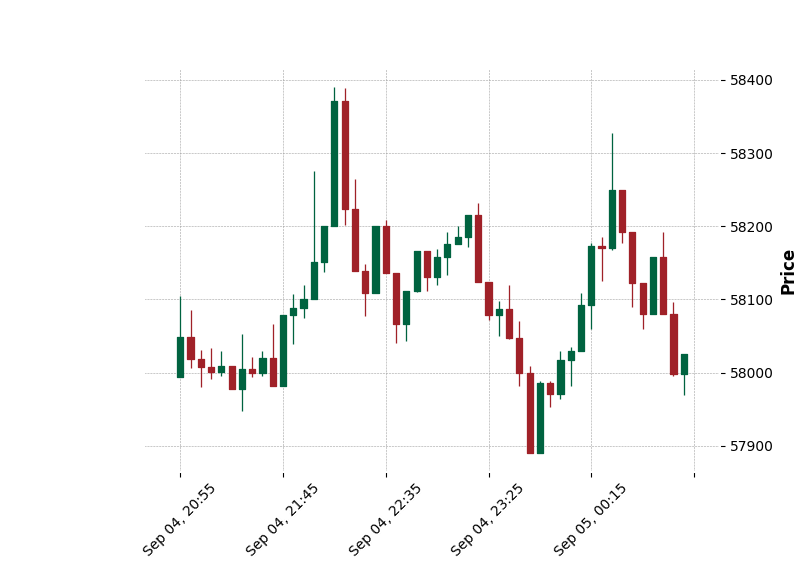 58400
58300
58200
58100
58000
57900
Price
Sep 04, 20:55
Sep 04, 21:45
Sep 04, 22:35
Sep 04, 23:25
Sep 05, 00:15